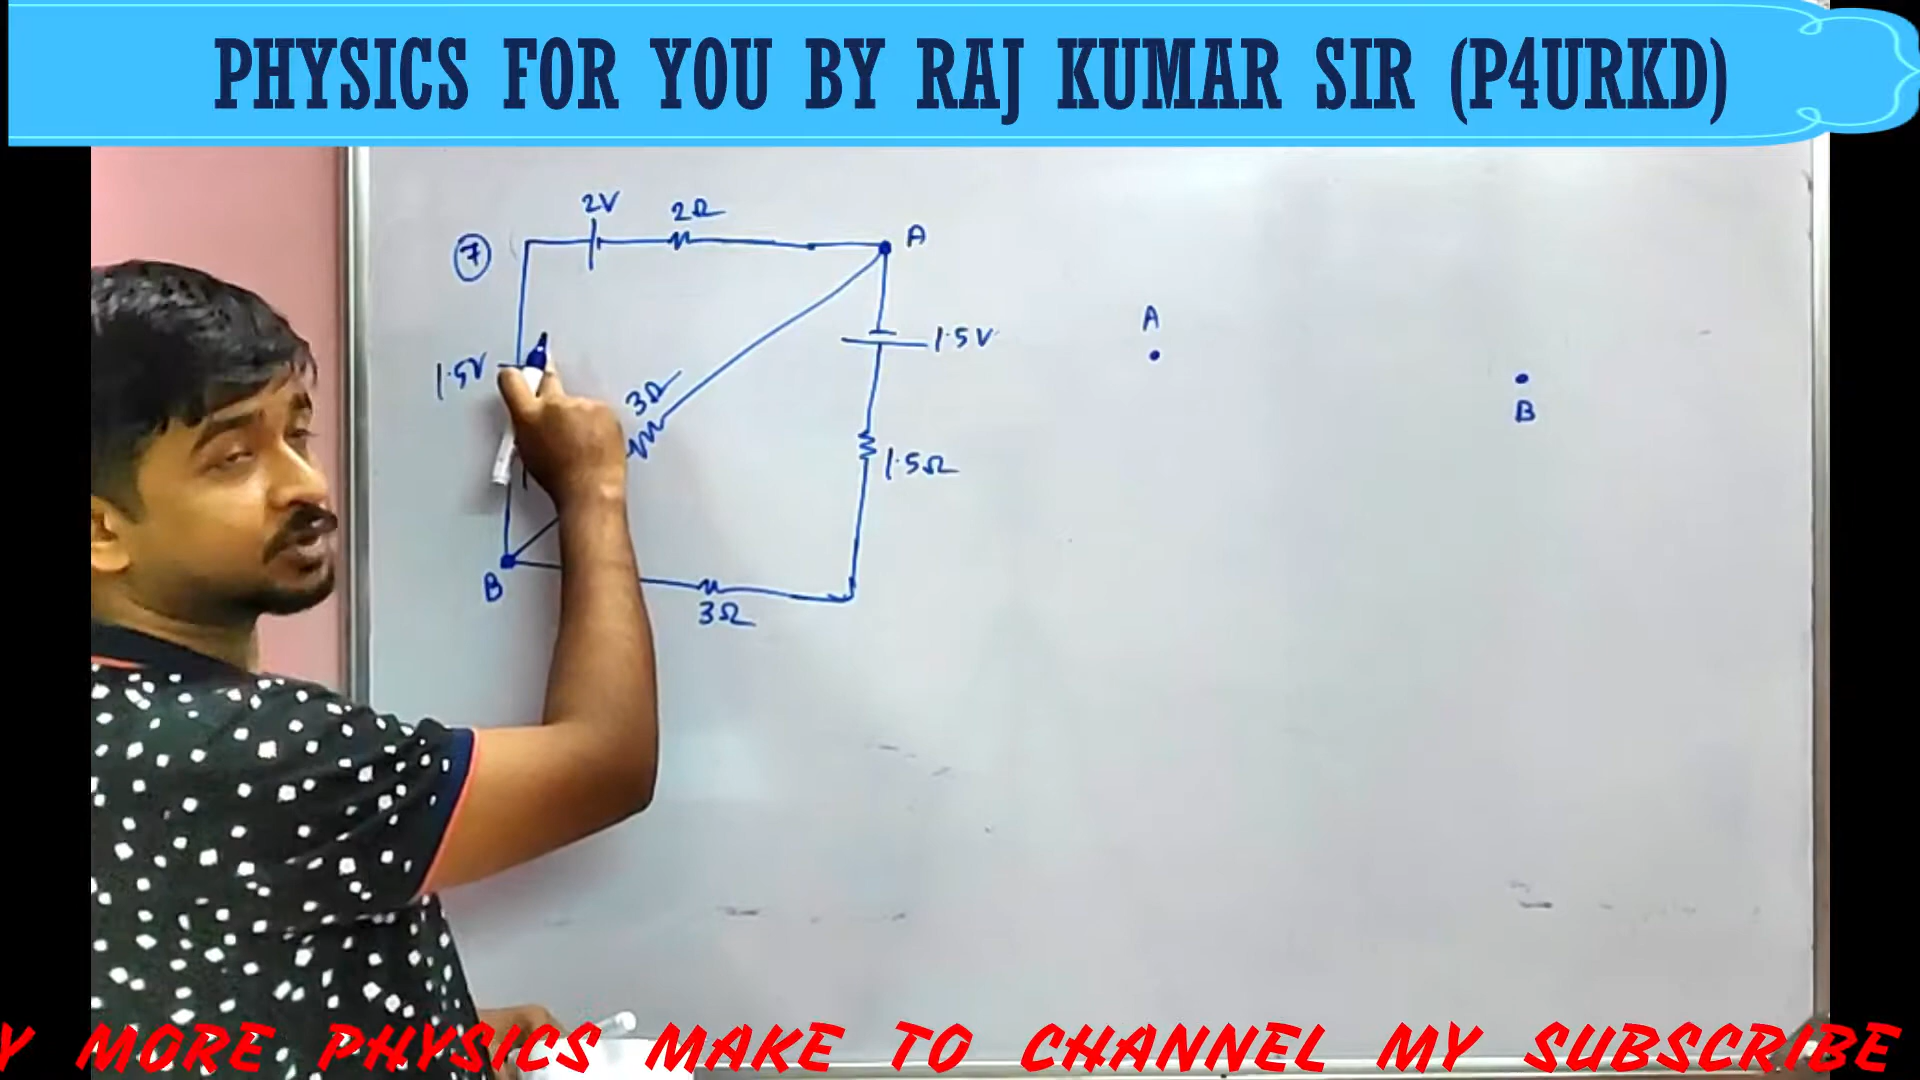 PHYSICS FOR YOU BY RAJ KUMAR SIR (P4URKD)
7
2V
2Ω
A
1.5V
3Ω
1.5V
1.5Ω
B
3Ω
A
B
Y MORE PHYSICS MAKE TO CHANNEL MY SUBSCRIBE